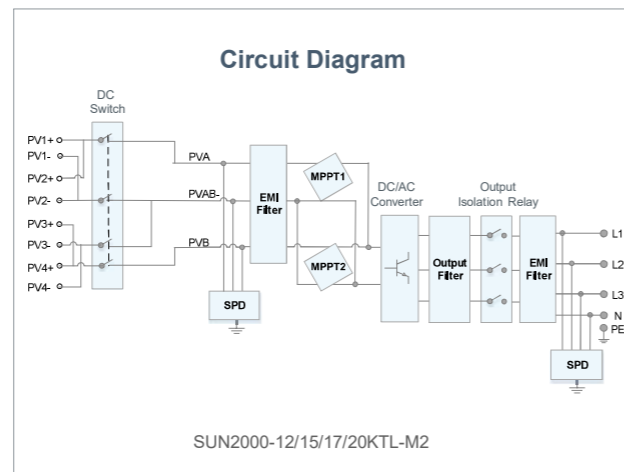 Circuit Diagram
DC
Switch
PV1+
PV1-
PV2+
PV2-
PV3+
PV3-
PV4+
PV4-
PVA
PVAB-
PVB
EMI
Filter
MPPT1
MPPT2
SPD
DC/AC
Converter
Output
Filter
Output
Isolation Relay
EMI
Filter
L1
L2
L3
N
PE
SPD
SUN2000-12/15/17/20KTL-M2